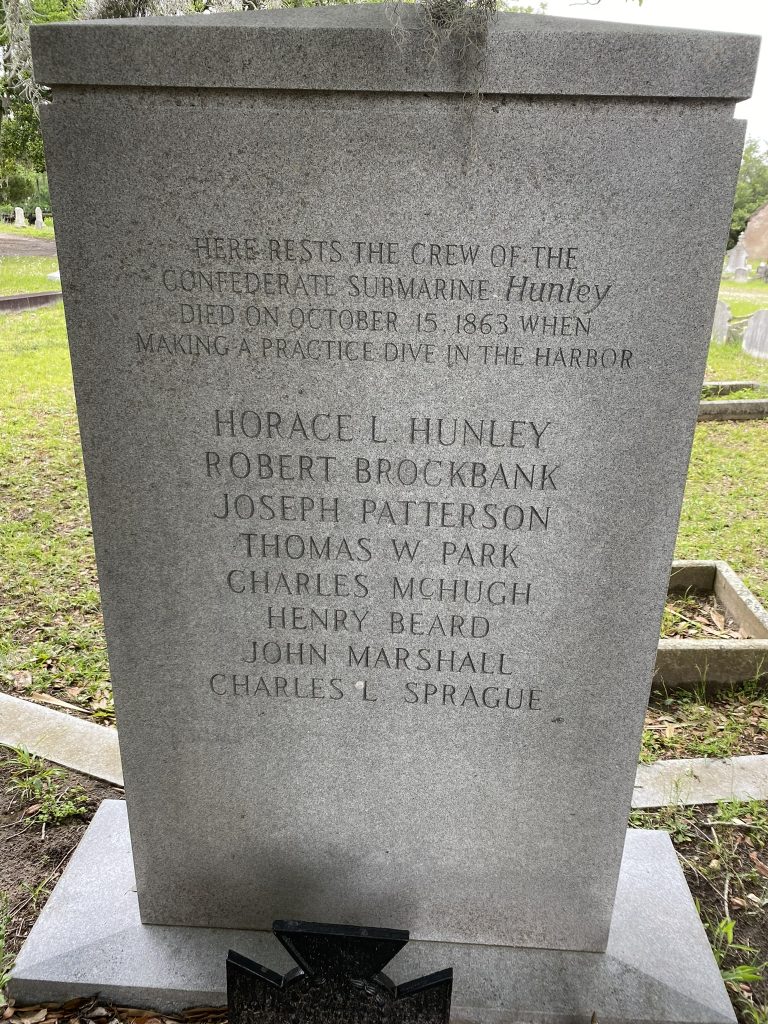 HERE RESTS THE CREW OF THE
CONFEDERATE SUBMARINE Hunley
DIED ON OCTOBER 15, 1863 WHEN
MAKING A PRACTICE DIVE IN THE HARBOR
HORACE L. HUNLEY
ROBERT BROCKBANK
JOSEPH PATTERSON
THOMAS W. PARK
CHARLES McHUGH
HENRY BEARD
JOHN MARSHALL
CHARLES L. SPRAGUE